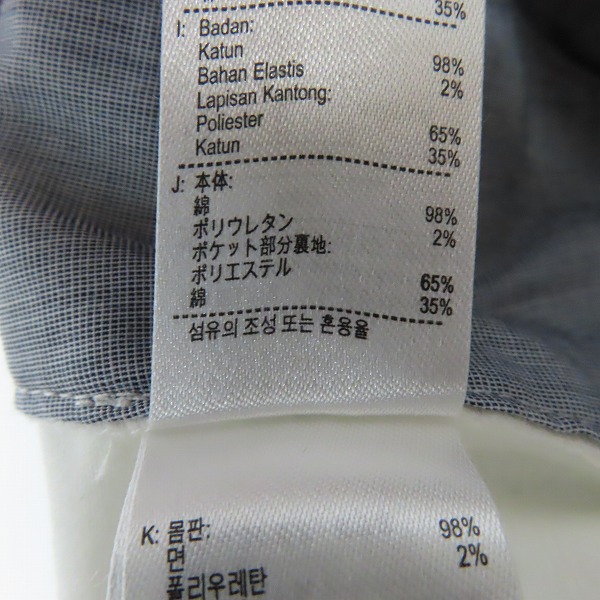 35%
I: Badan:
Katun 98%
Bahan Elastis 2%
Lapisan Kantong:
Poliester 65%
Katun 35%
J: 本体:
綿 98%
ポリウレタン 2%
ポケット部分裏地:
ポリエステル 65%
綿 35%
섬유의 조성 또는 혼용율
K: 몸판:
면 98%
폴리우레탄 2%